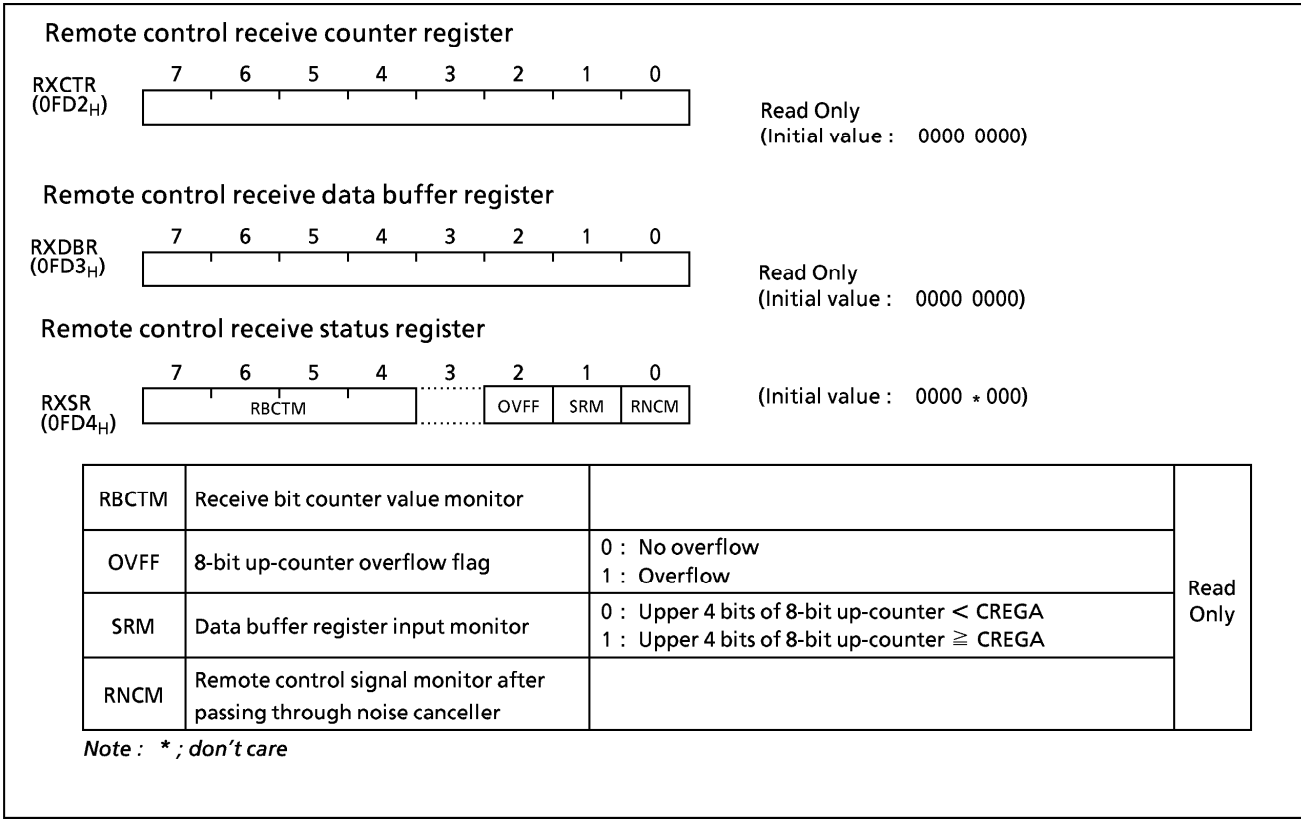 Remote control receive counter register
7 6 5 4 3 2 1 0
RXCTR
(0FD2H)
Read Only
(Initial value : 0000 0000)
Remote control receive data buffer register
7 6 5 4 3 2 1 0
RXDBR
(0FD3H)
Read Only
(Initial value : 0000 0000)
Remote control receive status register
7 6 5 4 3 2 1 0
RXSR
(0FD4H)
RBCTM OVFF SRM RNCM
(Initial value : 0000 * 000)
RBCTM Receive bit counter value monitor
OVFF 8-bit up-counter overflow flag
0 : No overflow
1 : Overflow
SRM Data buffer register input monitor
0 : Upper 4 bits of 8-bit up-counter < CREGA
1 : Upper 4 bits of 8-bit up-counter ≧ CREGA
RNCM Remote control signal monitor after
passing through noise canceller
Read
Only
Note : * ; don't care